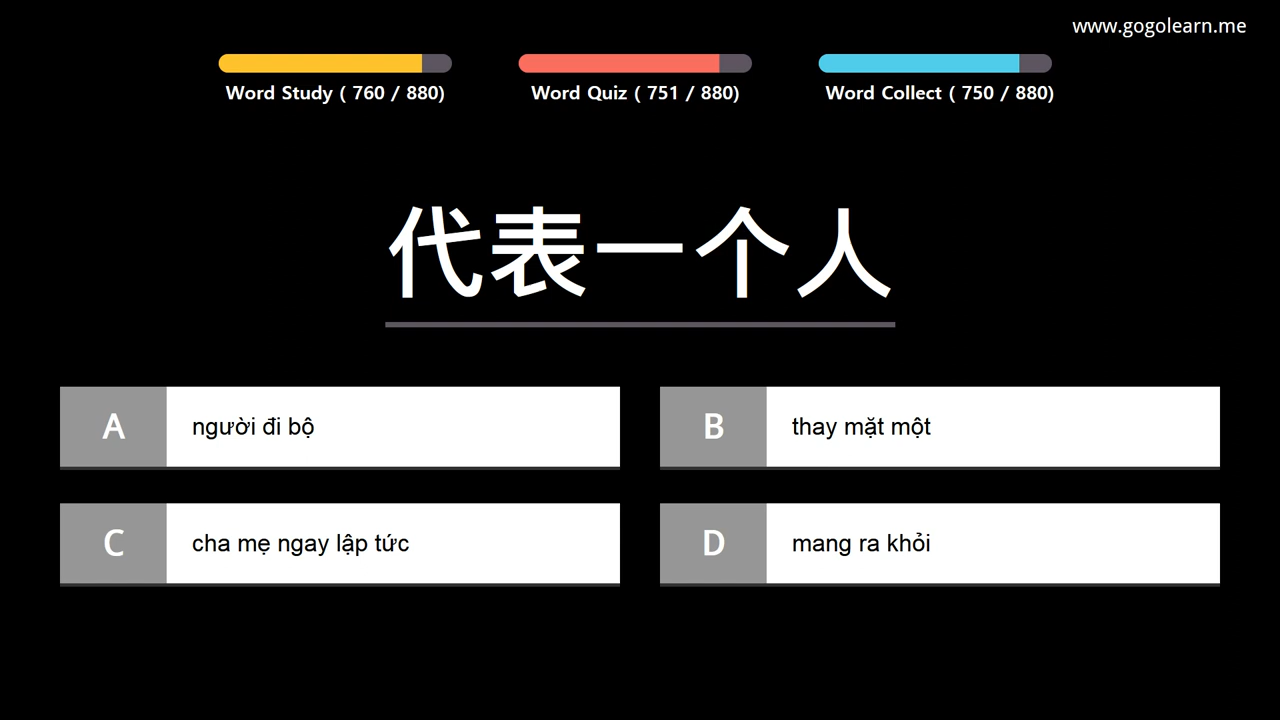 www.gogolearn.me
Word Study ( 760 / 880)
Word Quiz ( 751 / 880)
Word Collect ( 750 / 880)
代表一个人
A
người đi bộ
B
thay mặt một
C
cha mẹ ngay lập tức
D
mang ra khỏi